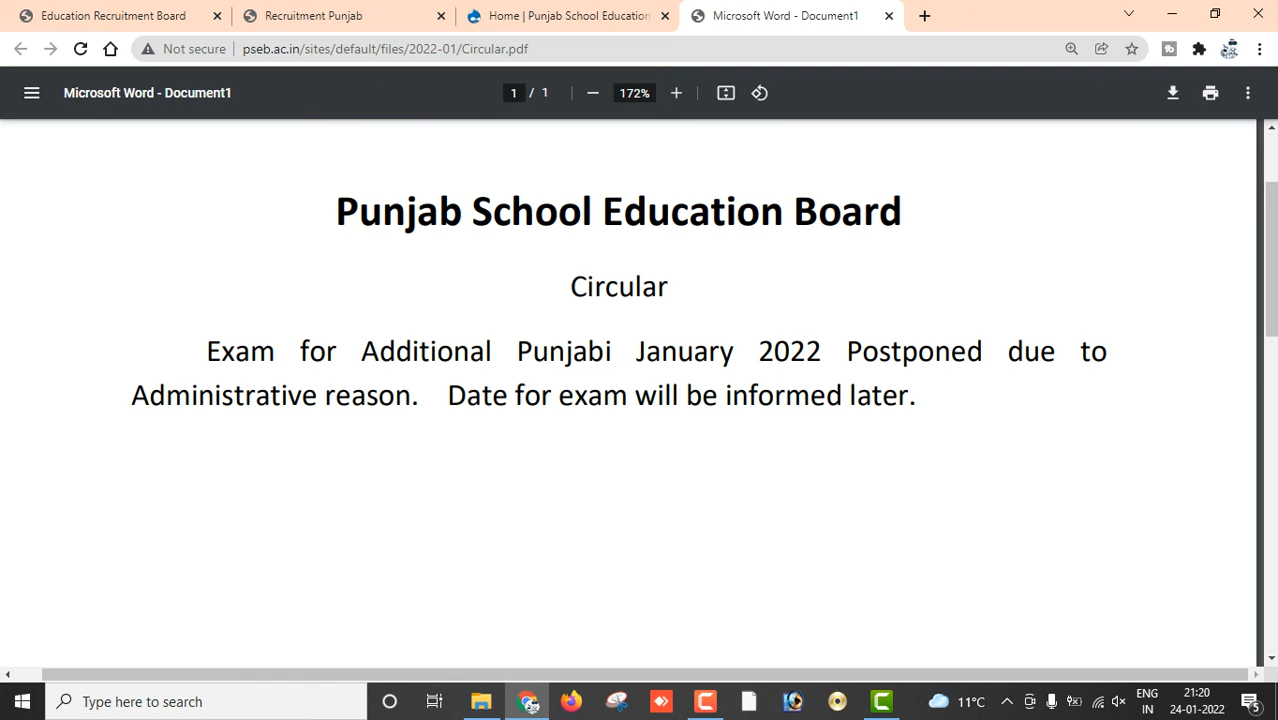 Education Recruitment Board
Recruitment Punjab
Home | Punjab School Education
Microsoft Word - Document1
Not secure
pseb.ac.in/sites/default/files/2022-01/Circular.pdf
Microsoft Word - Document1
1 / 1
172%
Punjab School Education Board
Circular
Exam for Additional Punjabi January 2022 Postponed due to
Administrative reason. Date for exam will be informed later.
Type here to search
11°C
ENG
IN
21:20
24-01-2022
5